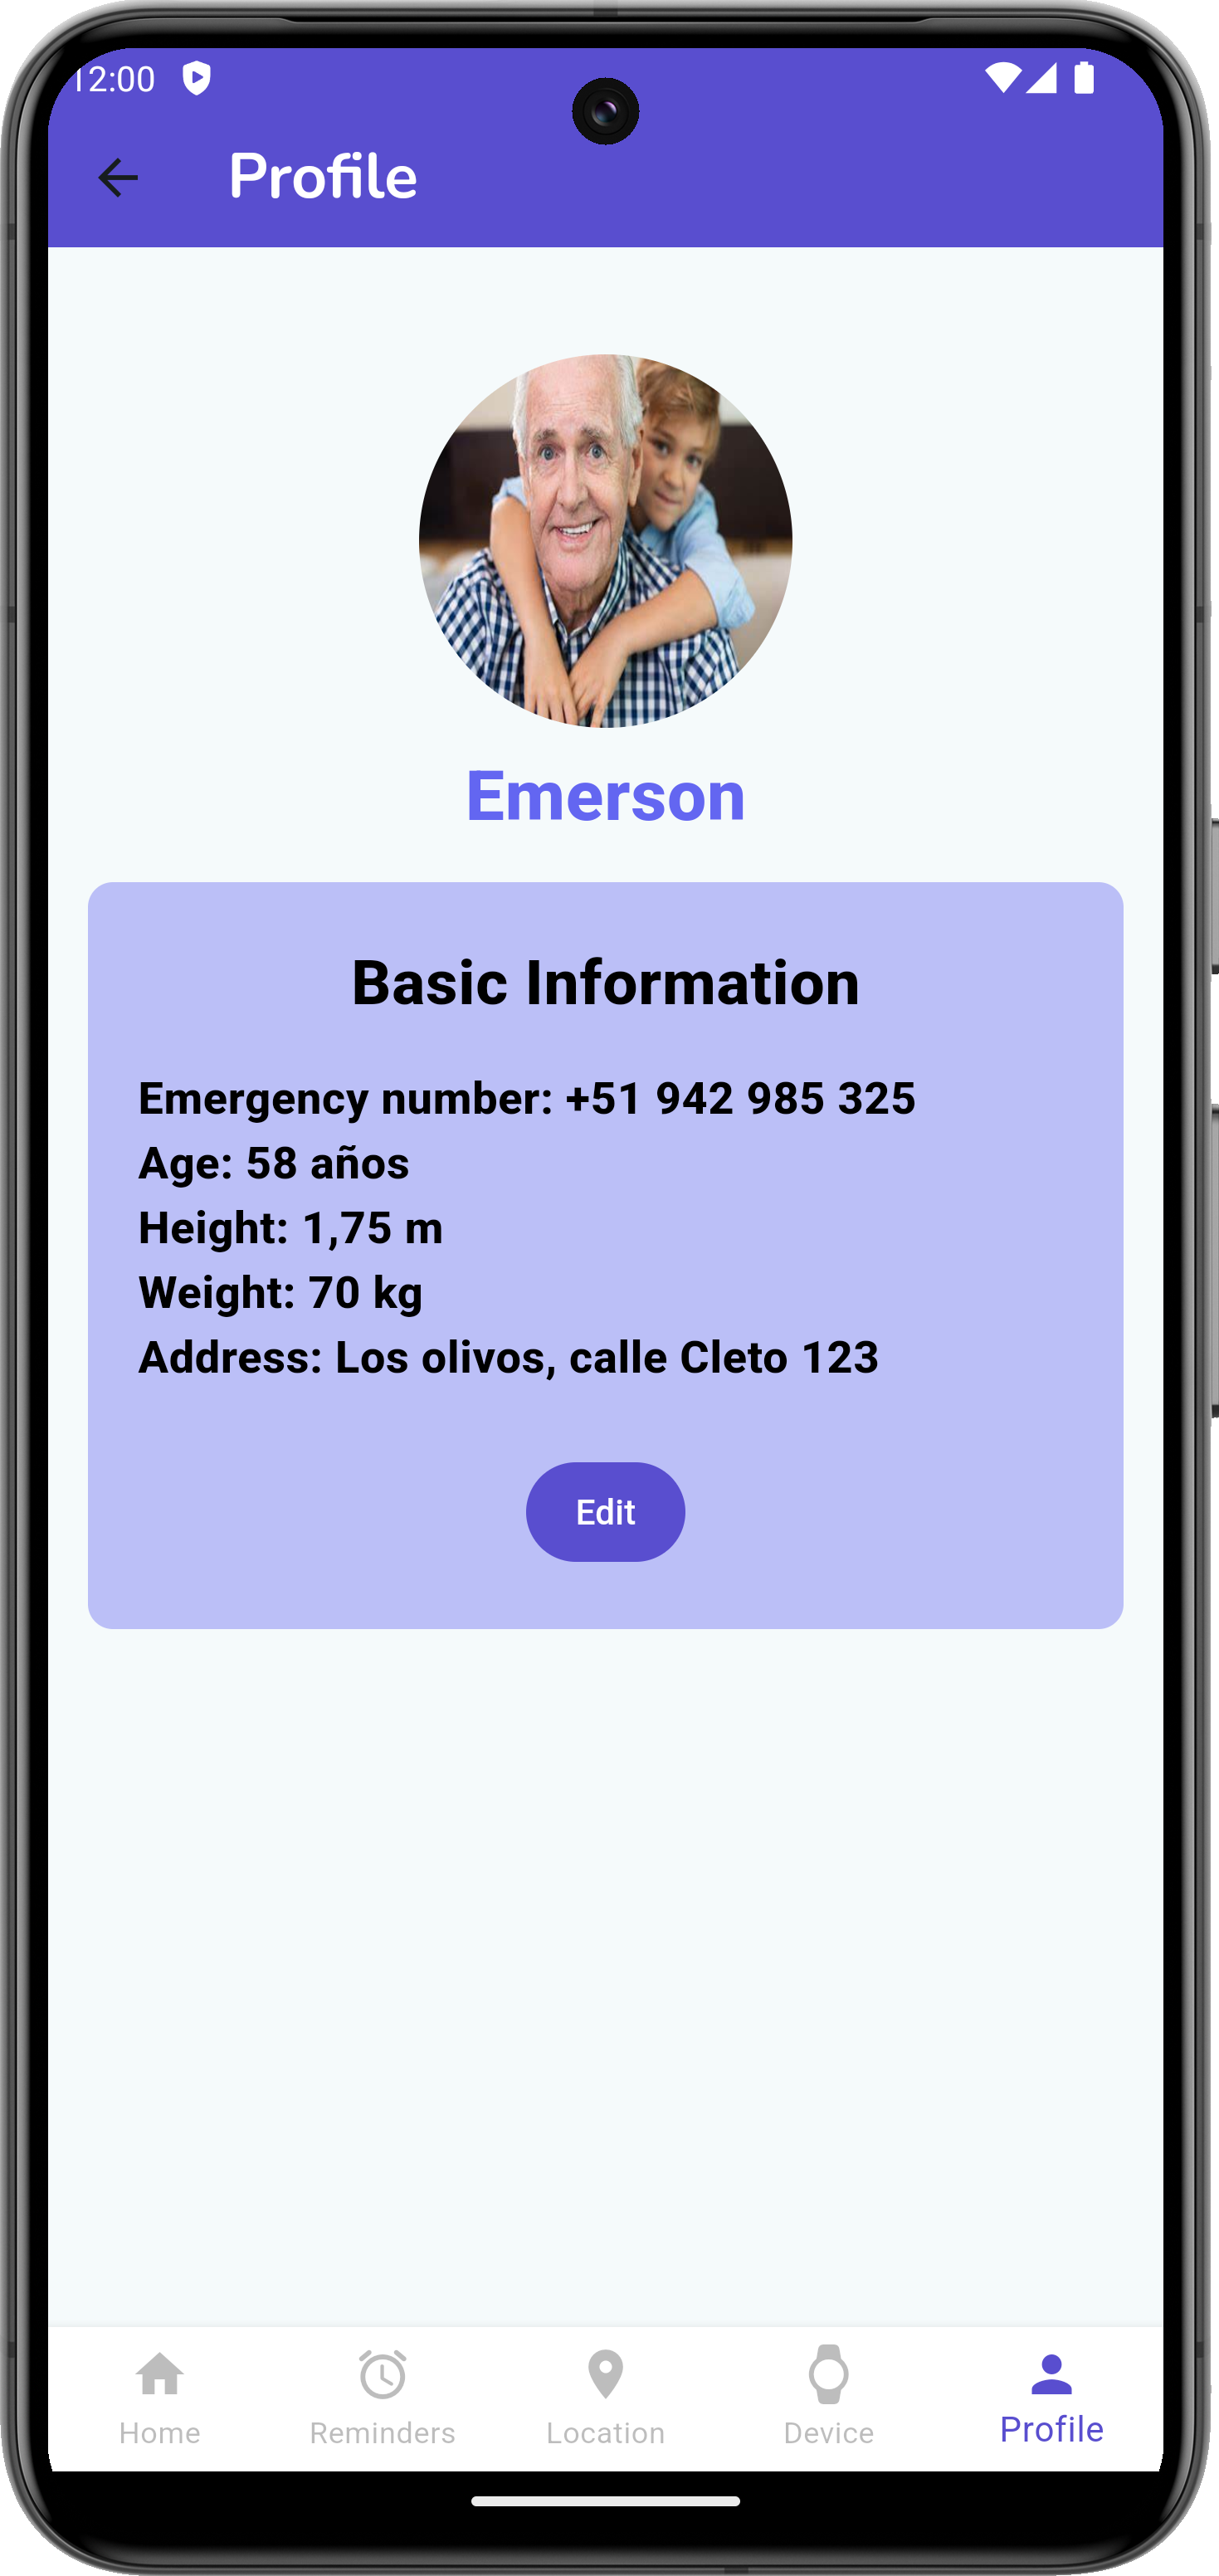 12:00
Profile
Emerson
Basic Information
Emergency number: +51 942 985 325
Age: 58 años
Height: 1,75 m
Weight: 70 kg
Address: Los olivos, calle Cleto 123
Edit
Home Reminders Location Device Profile